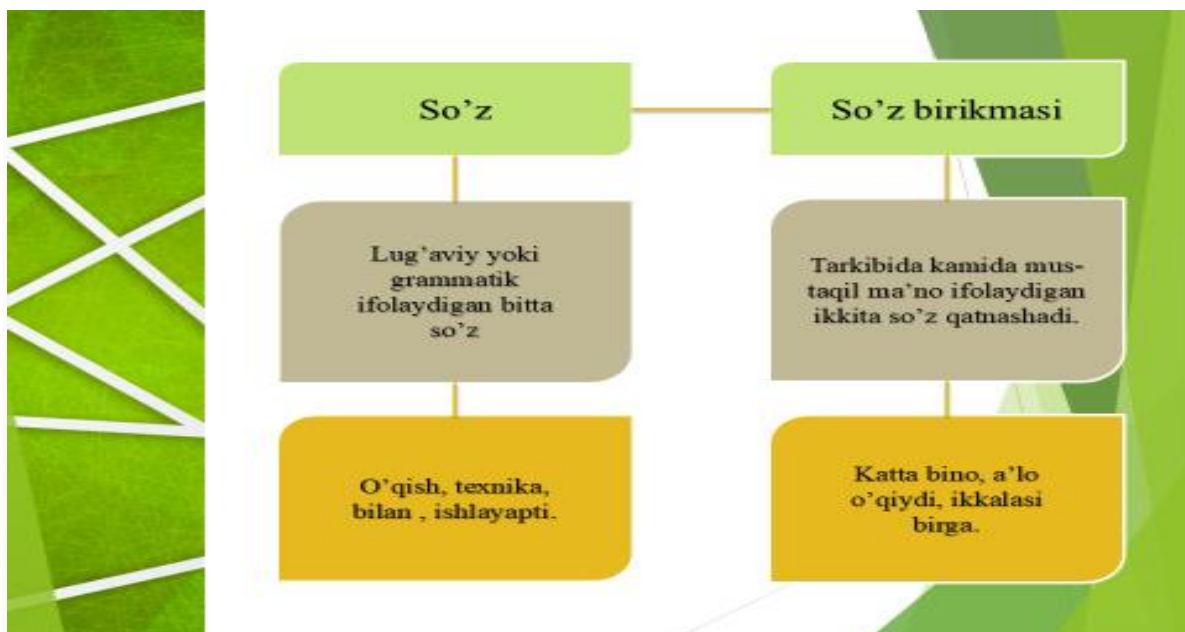 So’z
So’z birikmasi
Lug’aviy yoki
grammatik
ifolaydigan bitta
so’z
Tarkibida kamida mus-
taqil ma’no ifolaydigan
ikkita so’z qatnashadi.
O’qish, texnika,
bilan , ishlayapti.
Katta bino, a’lo
o’qiydi, ikkalasi
birga.